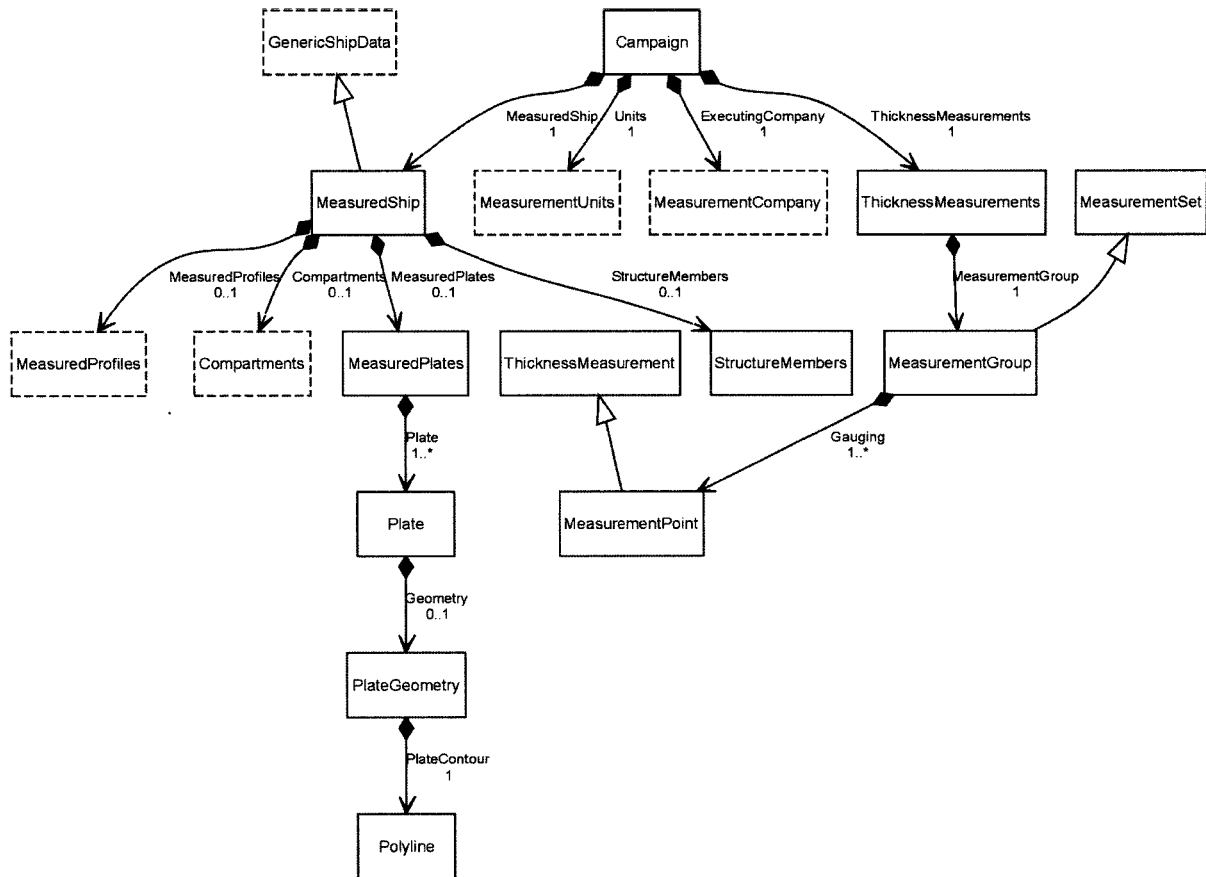 GenericShipData
Campaign
MeasuredShip
1
Units
1
ExecutingCompany
1
ThicknessMeasurements
1
MeasuredShip
MeasurementUnits
MeasurementCompany
ThicknessMeasurements
MeasurementSet
MeasuredProfiles
0..1
Compartments
0..1
MeasuredPlates
0..1
StructureMembers
0..1
MeasurementGroup
1
MeasuredProfiles
Compartments
MeasuredPlates
ThicknessMeasurement
StructureMembers
MeasurementGroup
Plate
1..*
Gauging
1..*
Plate
MeasurementPoint
Geometry
0..1
PlateGeometry
PlateContour
1
Polyline